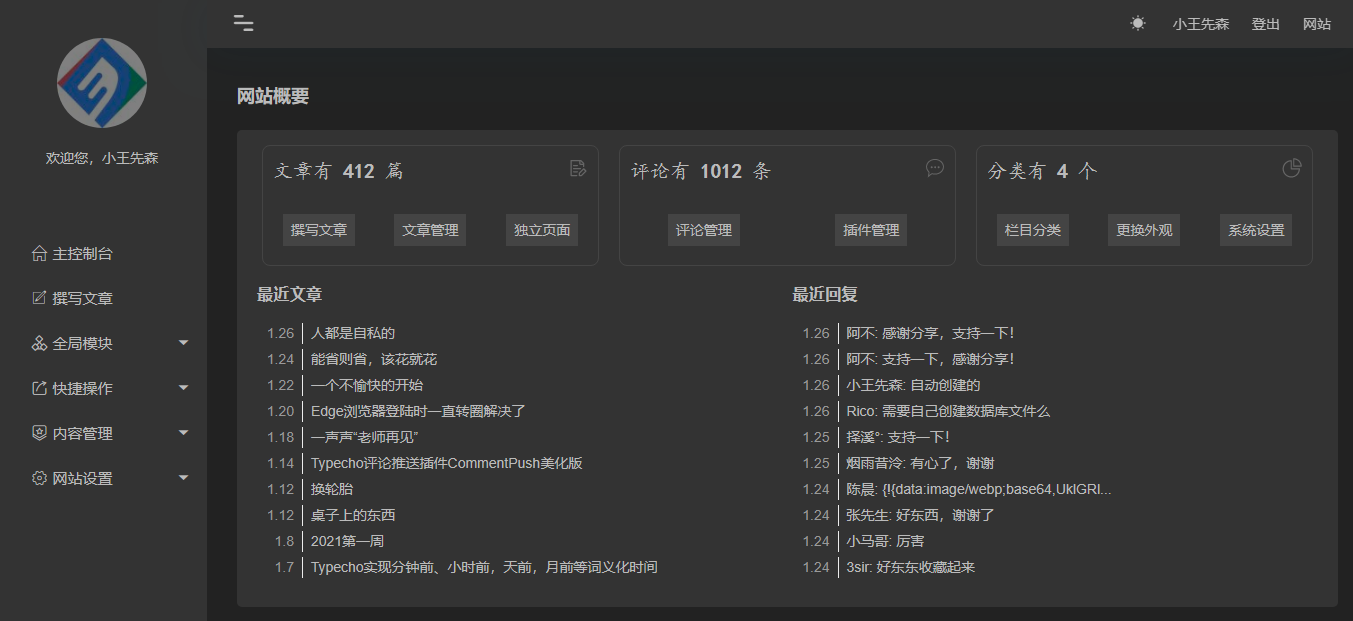 小王先森 登出 网站
欢迎您，小王先森
主控制台
撰写文章
全局模块
快捷操作
内容管理
网站设置
网站概要
文章有 412 篇
撰写文章 文章管理 独立页面
评论有 1012 条
评论管理 插件管理
分类有 4 个
栏目分类 更换外观 系统设置
最近文章
1.26 人都是自私的
1.24 能省则省，该花就花
1.22 一个不愉快的开始
1.20 Edge浏览器登陆时一直转圈解决了
1.18 一声声“老师再见”
1.14 Typecho评论推送插件CommentPush美化版
1.12 换轮胎
1.12 桌子上的东西
1.8 2021第一周
1.7 Typecho实现分钟前、小时前，天前，月前等词义化时间
最近回复
1.26 阿不: 感谢分享，支持一下！
1.26 阿不: 支持一下，感谢分享！
1.26 小王先森: 自动创建的
1.26 Rico: 需要自己创建数据库文件么
1.25 择溪°: 支持一下！
1.25 烟雨昔泠: 有心了，谢谢
1.24 陈晨: {!{data:image/webp;base64,UklGRI...
1.24 张先生: 好东西，谢谢了
1.24 小马哥: 厉害
1.24 3sir: 好东东收藏起来